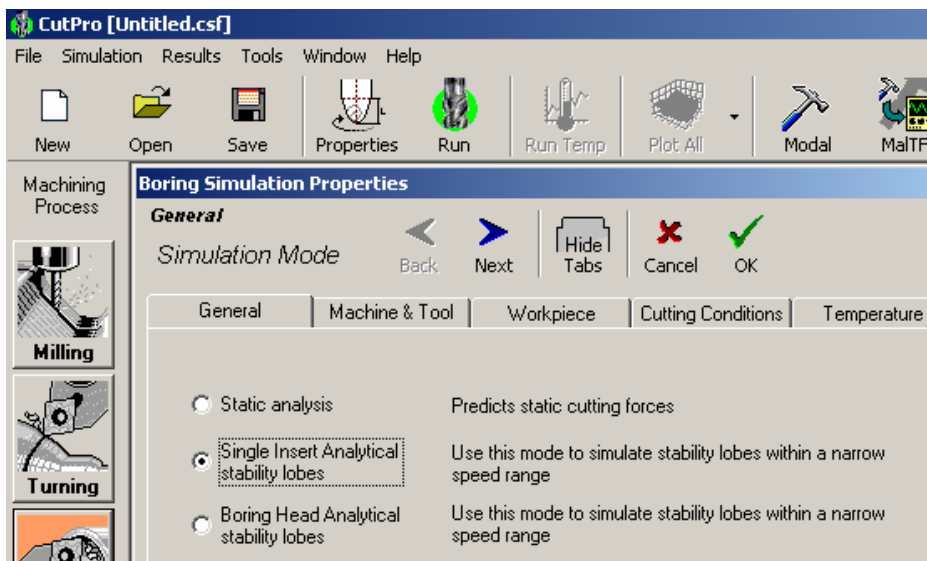 CutPro [Untitled.csf]
File Simulation Results Tools Window Help
New Open Save Properties Run Run Temp Plot All Modal MalTF
Machining
Process
Boring Simulation Properties
General
Simulation Mode
Back Next Hide
Tabs Cancel OK
General Machine & Tool Workpiece Cutting Conditions Temperature
Milling
Static analysis Predicts static cutting forces
Single Insert Analytical
stability lobes
Use this mode to simulate stability lobes within a narrow
speed range
Turning
Boring Head Analytical
stability lobes
Use this mode to simulate stability lobes within a narrow
speed range